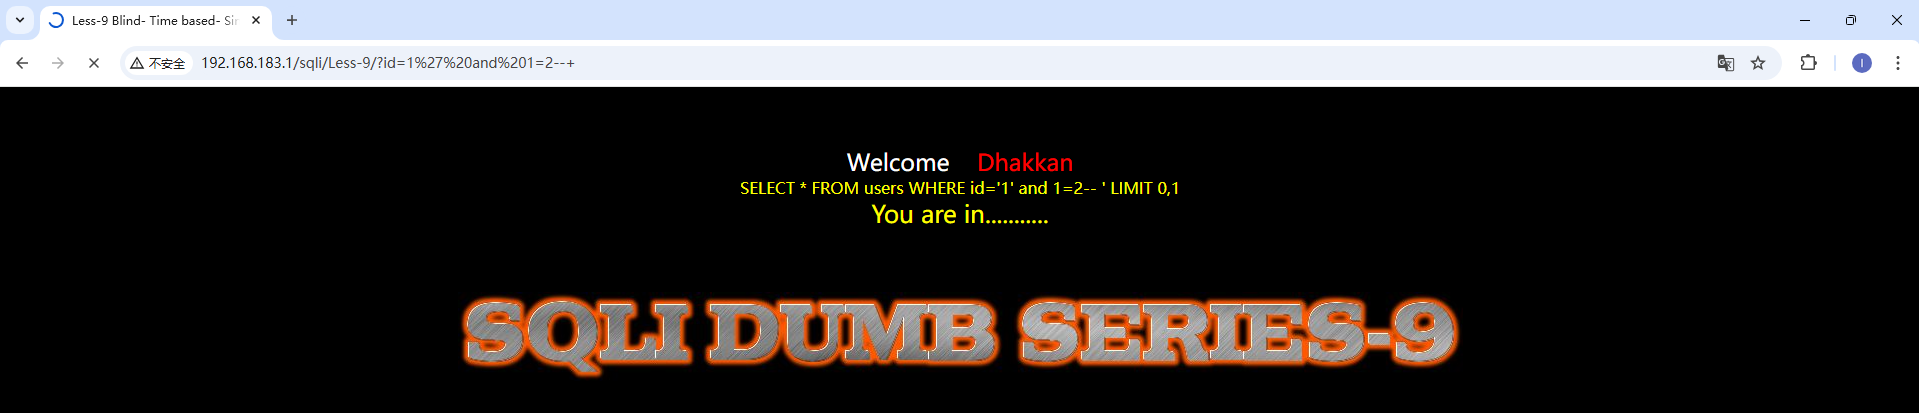 Less-9 Blind- Time based- Sin
不安全
192.168.183.1/sqli/Less-9/?id=1%27%20and%201=2--+
I
Welcome Dhakkan
SELECT * FROM users WHERE id='1' and 1=2-- ' LIMIT 0,1
You are in...........
SQLI DUMB SERIES-9